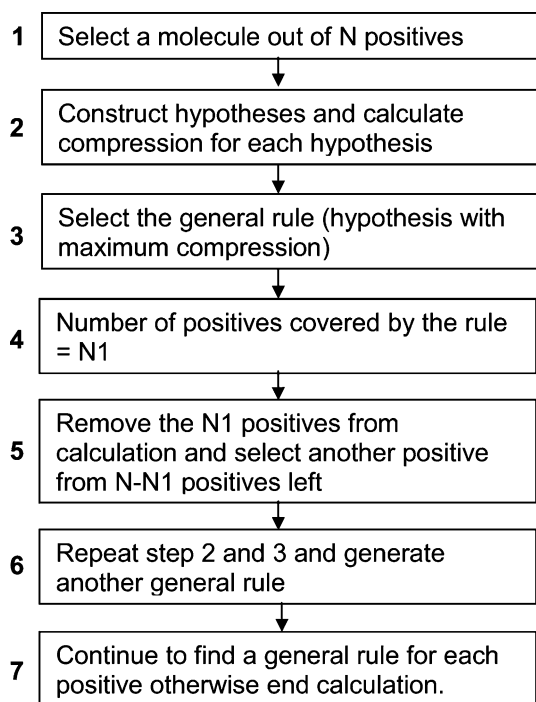 1 Select a molecule out of N positives
2 Construct hypotheses and calculate
compression for each hypothesis
3 Select the general rule (hypothesis with
maximum compression)
4 Number of positives covered by the rule
= N1
5 Remove the N1 positives from
calculation and select another positive
from N-N1 positives left
6 Repeat step 2 and 3 and generate
another general rule
7 Continue to find a general rule for each
positive otherwise end calculation.